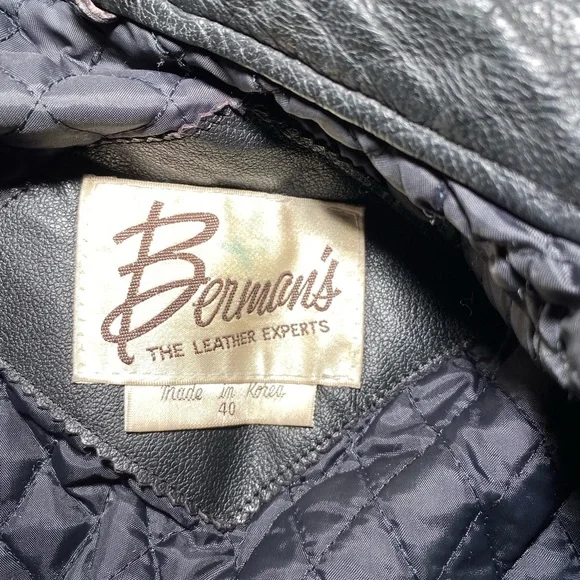 Berman's
THE LEATHER EXPERTS
Made in Korea
40